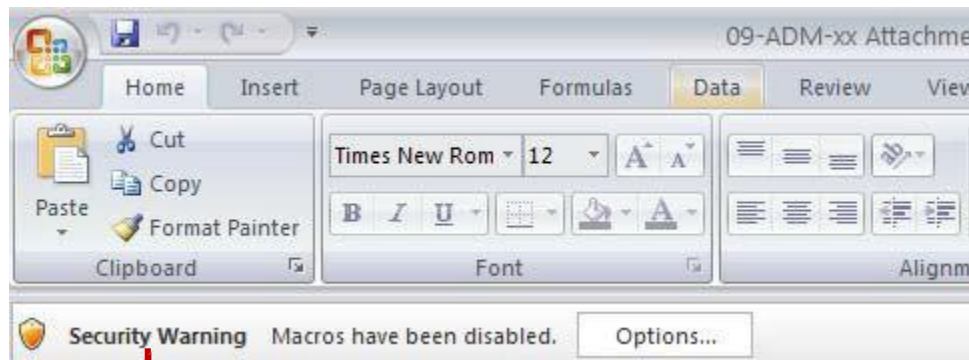 09-ADM-xx Attachme
Home Insert Page Layout Formulas Data Review View
Cut
Copy
Paste
Format Painter
Clipboard
Times New Rom 12 A A
B I U A
Font
Alignm
Security Warning Macros have been disabled. Options...